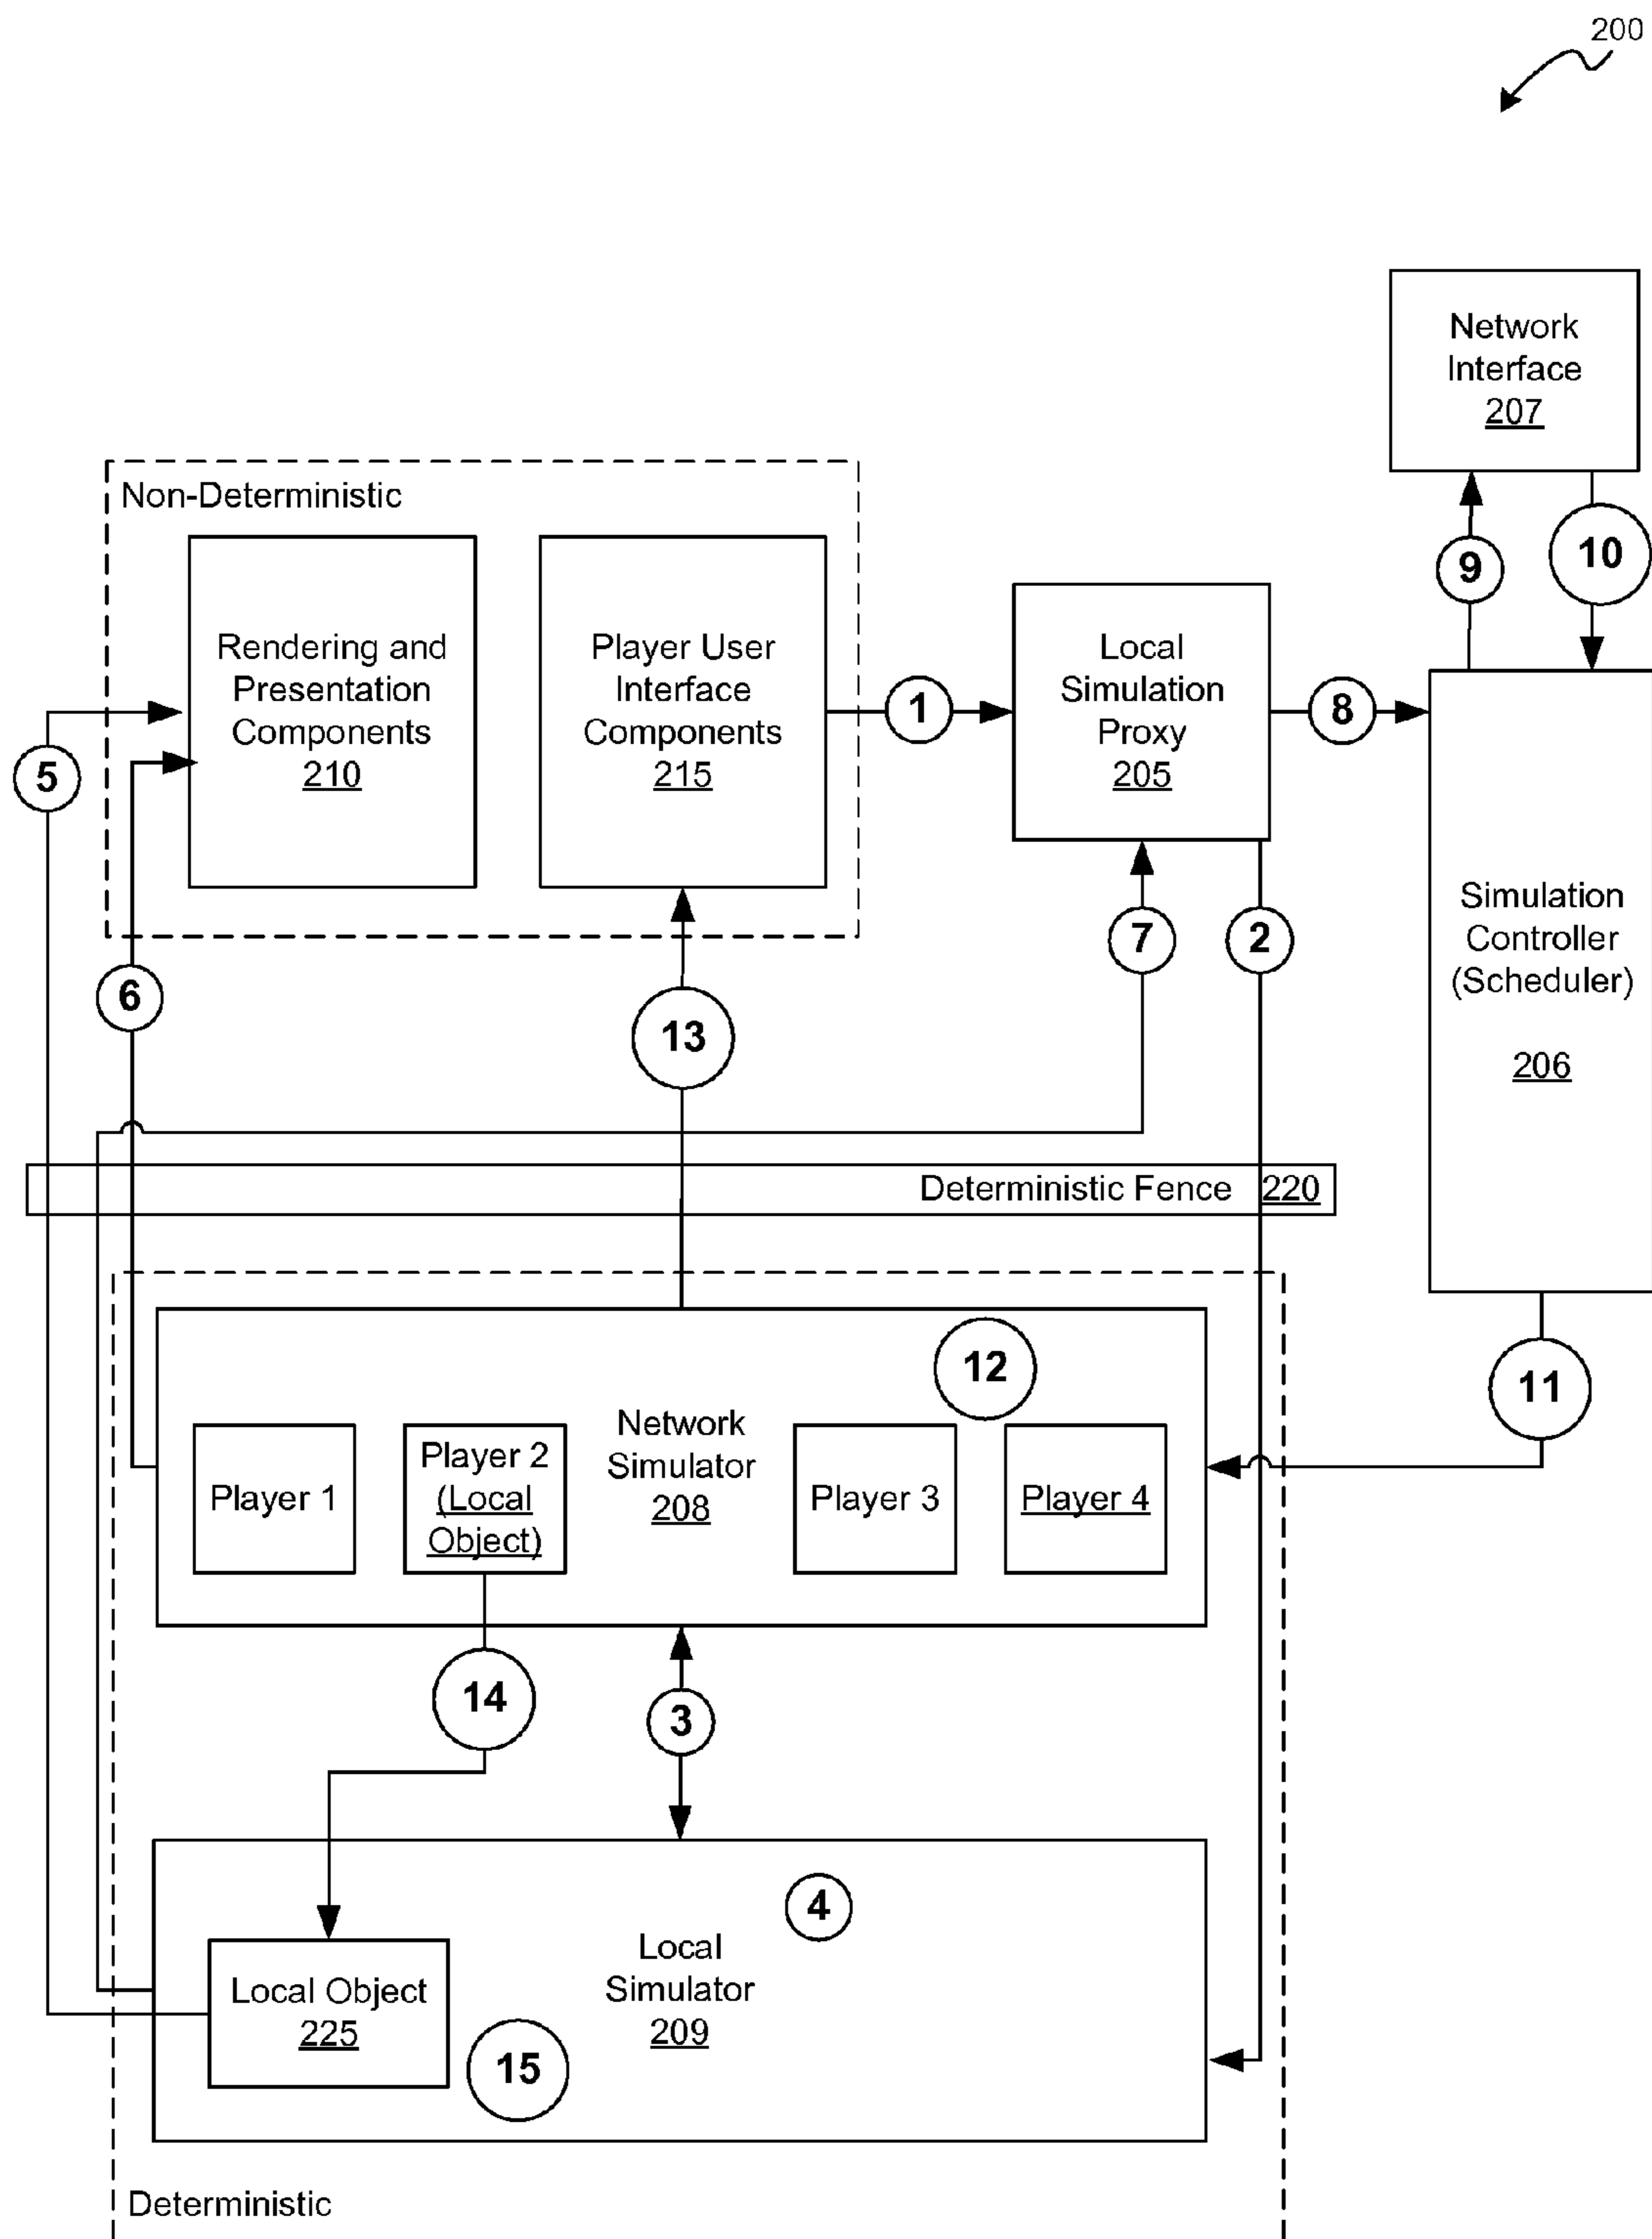 200
Network
Interface
207
Non-Deterministic
9
10
Rendering and
Presentation
Components
210
Player User
Interface
Components
215
1
Local
Simulation
Proxy
205
8
5
Simulation
Controller
(Scheduler)
206
7
2
6
13
Deterministic Fence 220
12
11
Player 1
Player 2
(Local
Object)
Network
Simulator
208
Player 3
Player 4
14
3
4
Local
Simulator
209
Local Object
225
15
Deterministic